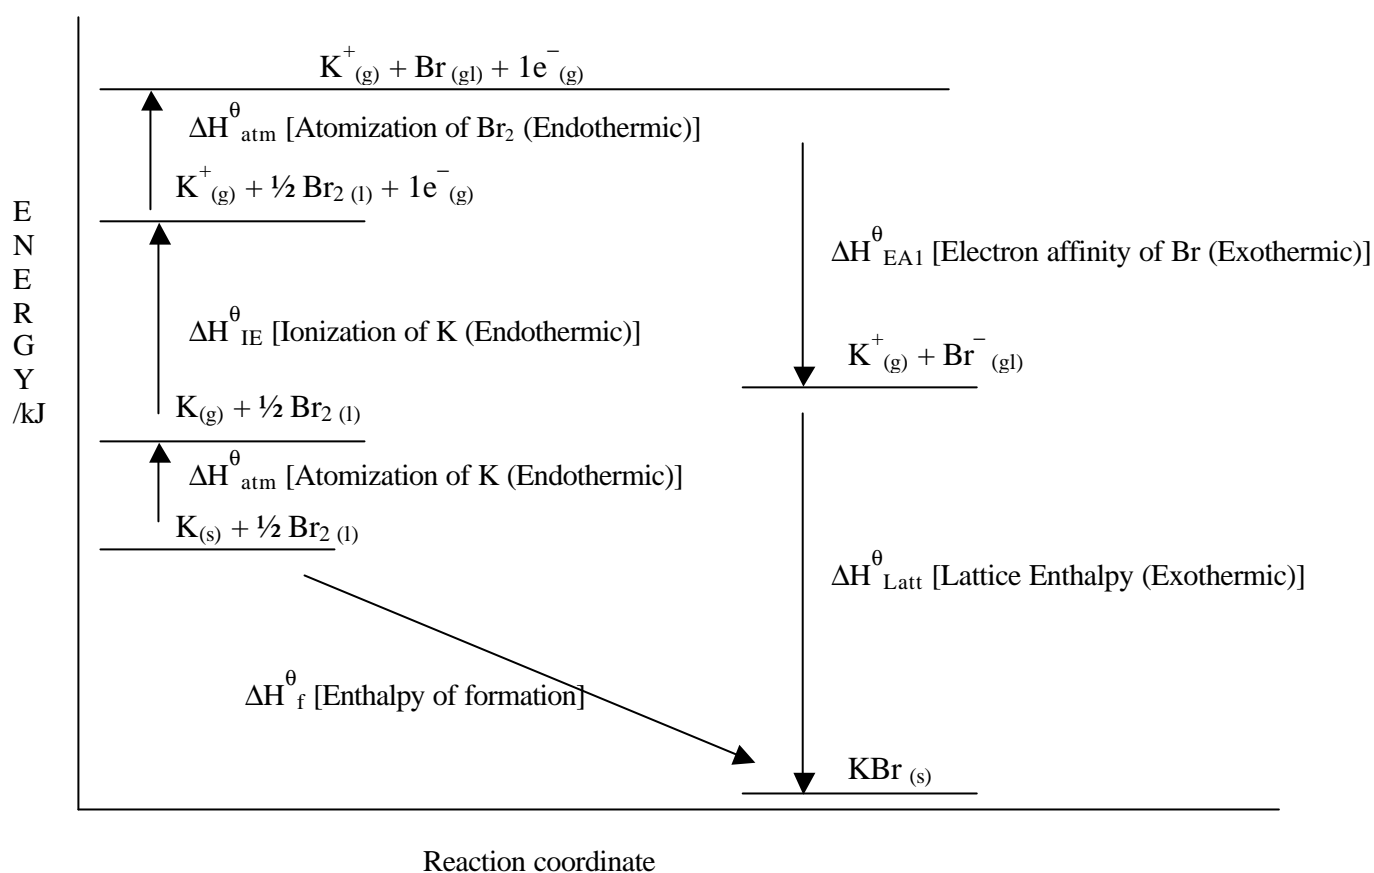 K⁺(g) + Br (gl) + 1e⁻(g)
ΔHᶿatm [Atomization of Br₂ (Endothermic)]
K⁺(g) + ½ Br₂ (l) + 1e⁻(g)
E
N
E
R
G
Y
/kJ
ΔHᶿEA1 [Electron affinity of Br (Exothermic)]
ΔHᶿIE [Ionization of K (Endothermic)]
K⁺(g) + Br⁻ (gl)
K(g) + ½ Br₂ (l)
ΔHᶿatm [Atomization of K (Endothermic)]
K(s) + ½ Br₂ (l)
ΔHᶿLatt [Lattice Enthalpy (Exothermic)]
ΔHᶿf [Enthalpy of formation]
KBr (s)
Reaction coordinate